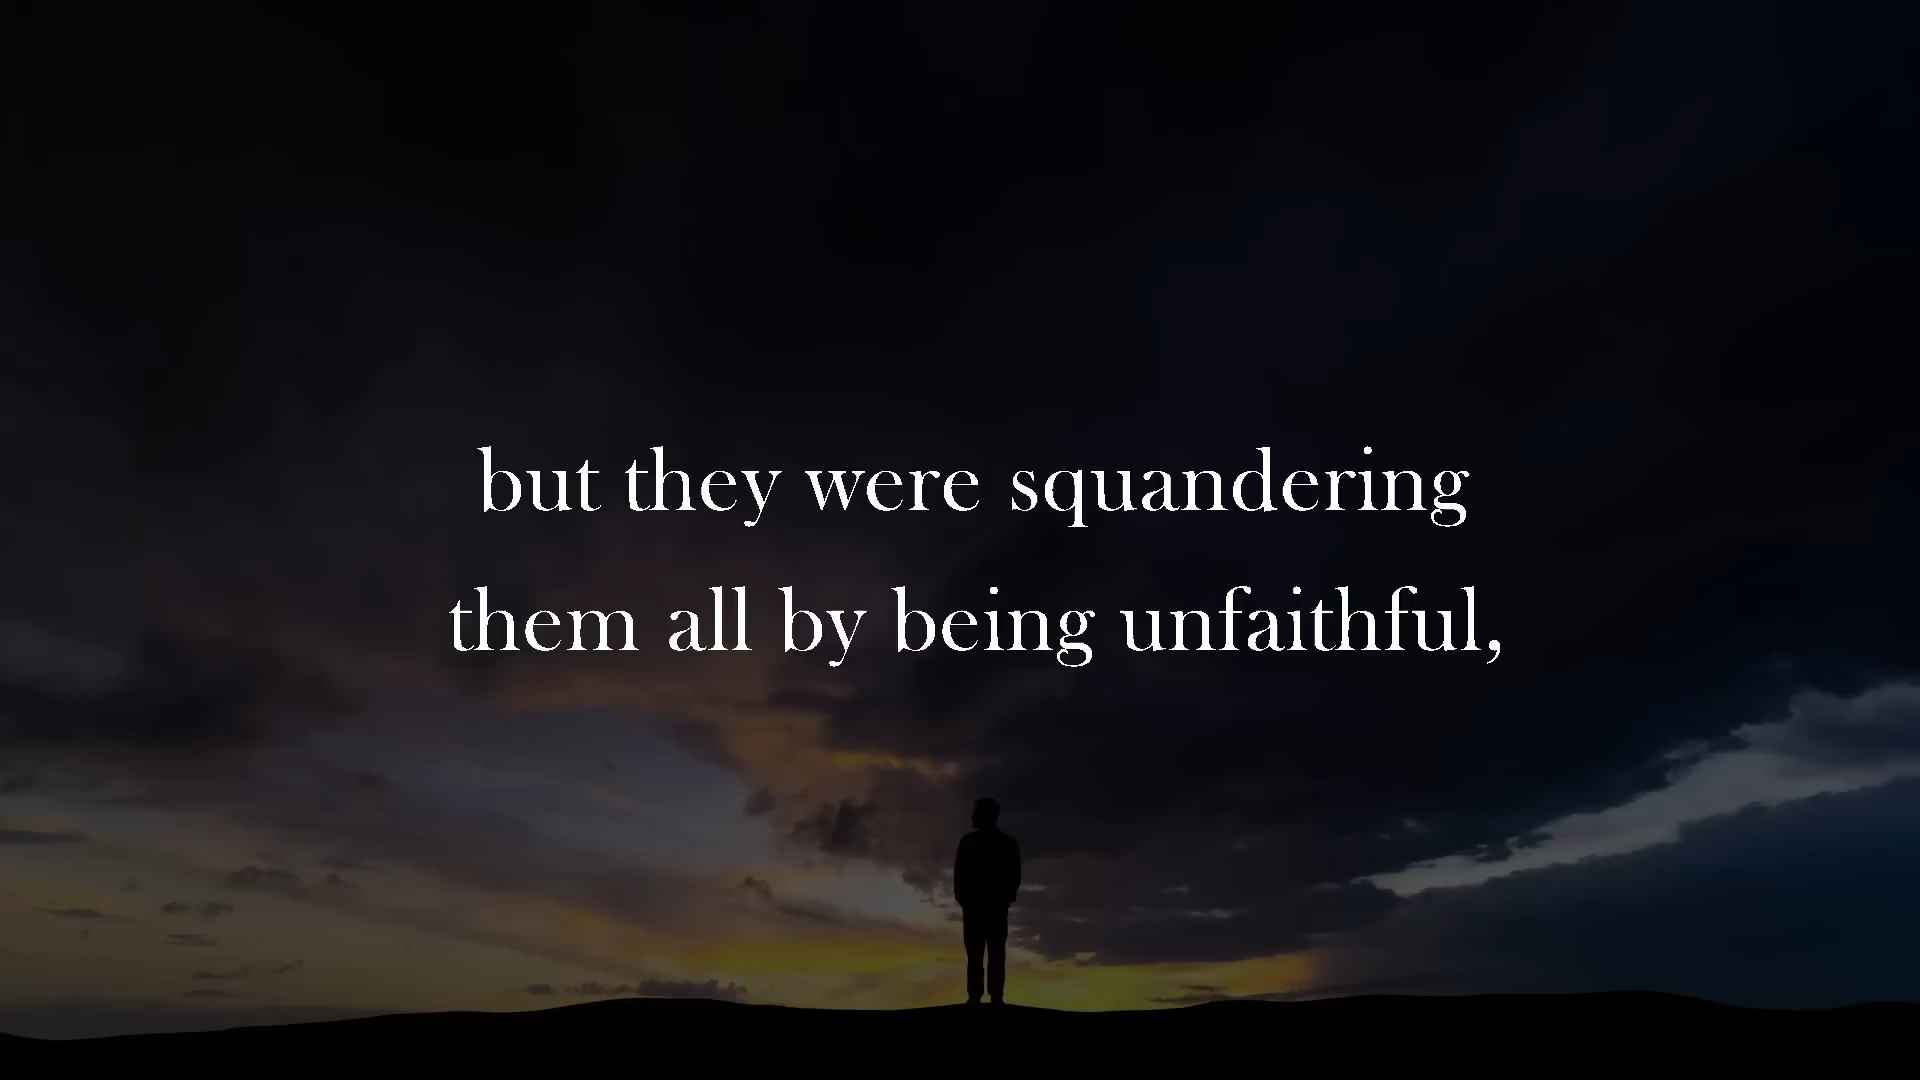 but they were squandering
them all by being unfaithful,